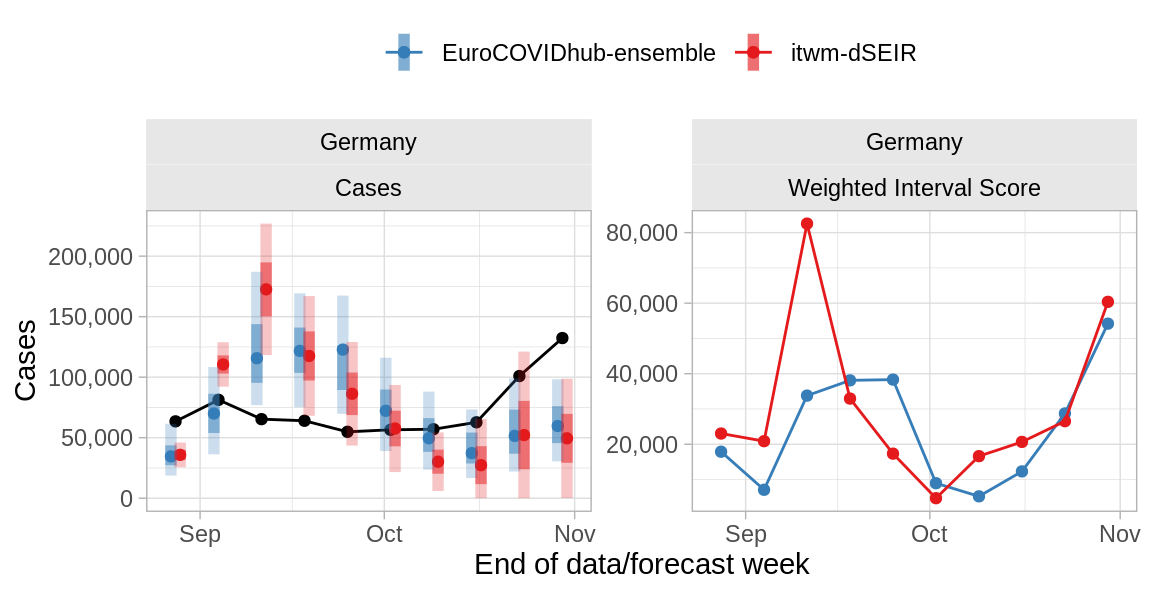 EuroCOVIDhub-ensemble itwm-dSEIR
Germany Germany
Cases Weighted Interval Score
Cases
200,000
150,000
100,000
50,000
0
80,000
60,000
40,000
20,000
Sep Oct Nov Sep Oct Nov
End of data/forecast week